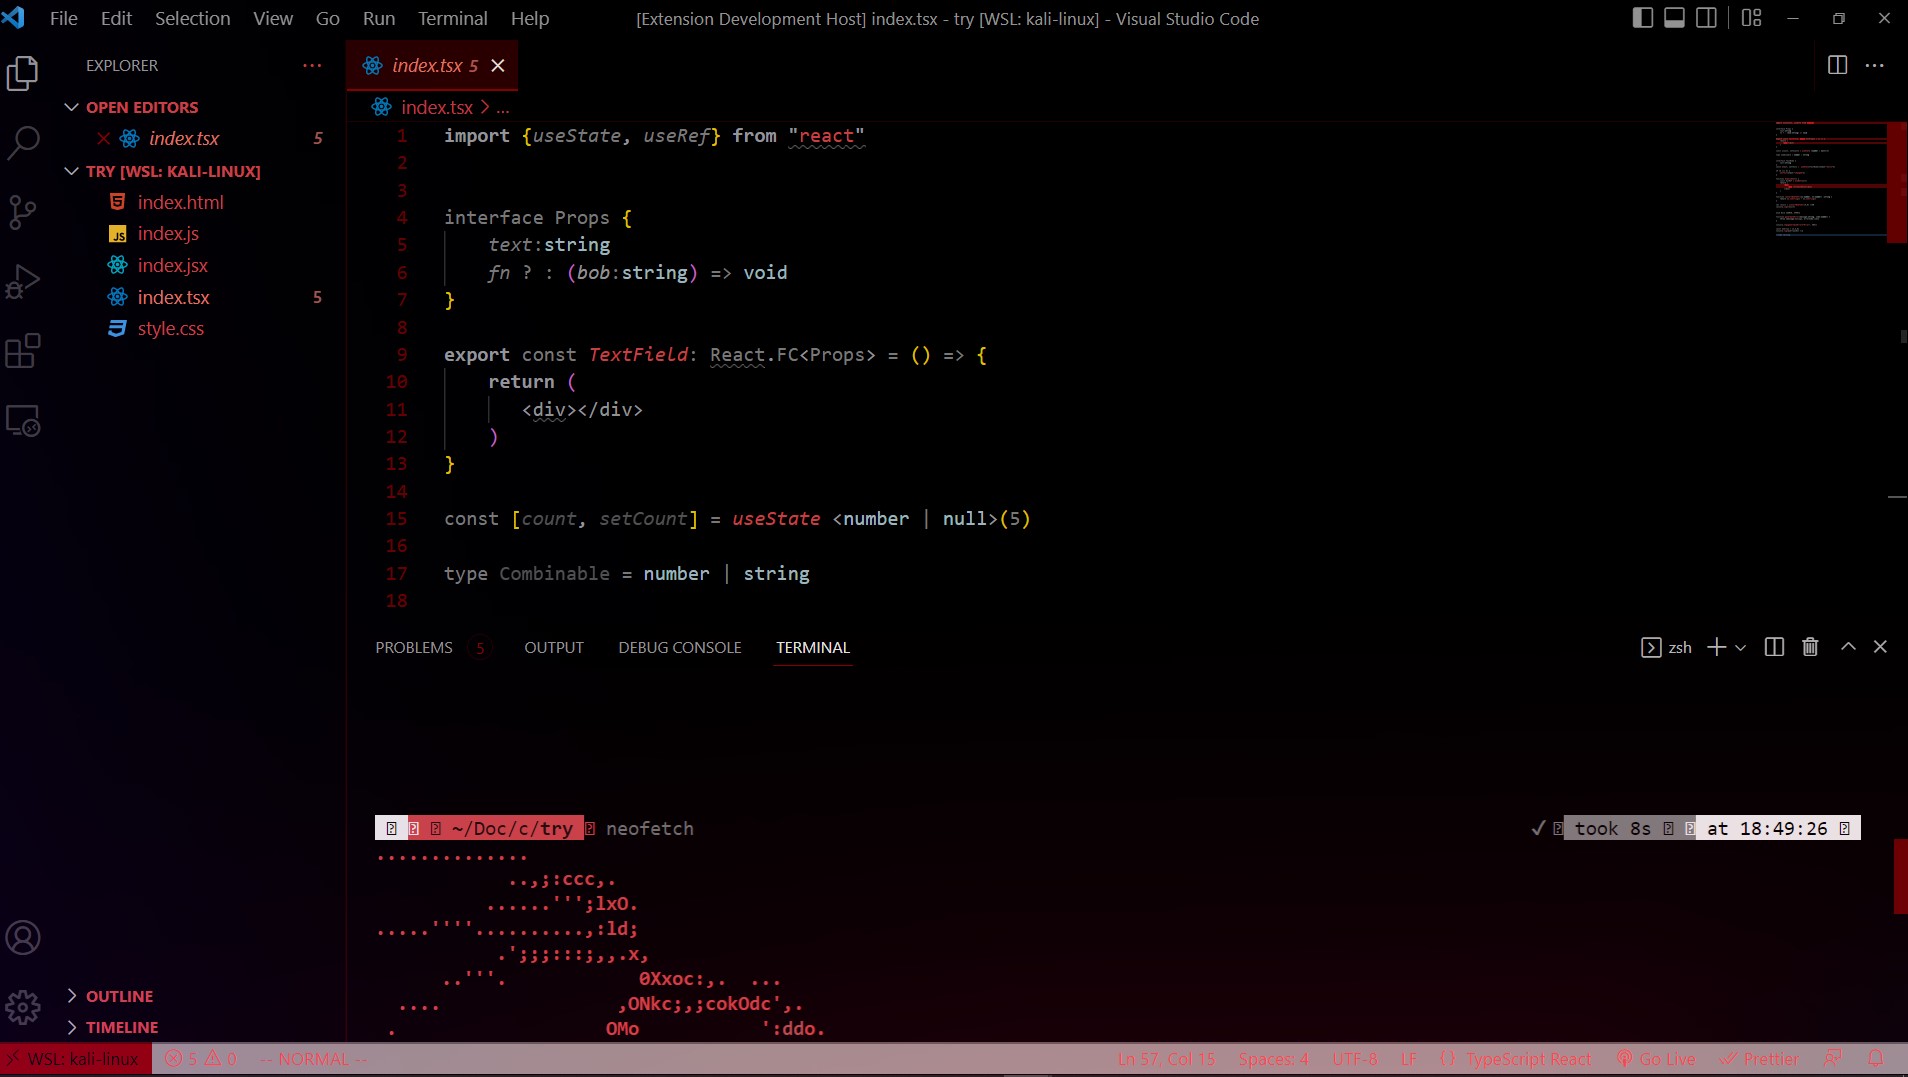 File Edit Selection View Go Run Terminal Help [Extension Development Host] index.tsx - try [WSL: kali-linux] - Visual Studio Code
EXPLORER
OPEN EDITORS
index.tsx 5
TRY [WSL: KALI-LINUX]
index.html
JS index.js
index.jsx
index.tsx 5
style.css
OUTLINE
TIMELINE
index.tsx 5
index.tsx > ...
1 import {useState, useRef} from "react"
2
3
4 interface Props {
5 text:string
6 fn ? : (bob:string) => void
7 }
8
9 export const TextField: React.FC<Props> = () => {
10 return (
11 <div></div>
12 )
13 }
14
15 const [count, setCount] = useState <number | null>(5)
16
17 type Combinable = number | string
18
PROBLEMS 5 OUTPUT DEBUG CONSOLE TERMINAL zsh
~/Doc/c/try neofetch ✓ took 8s at 18:49:26
..............
..,;:ccc,.
......''';lxO.
.....''''..........,:ld;
.';;;:::;,,.x,
..'''. 0Xxoc:,. ...
.... ,ONkc;,;cokOdc',.
. OMo ':ddo.
WSL: kali-linux 5 0 -- NORMAL -- Ln 57, Col 15 Spaces: 4 UTF-8 LF {} TypeScript React Go Live Prettier